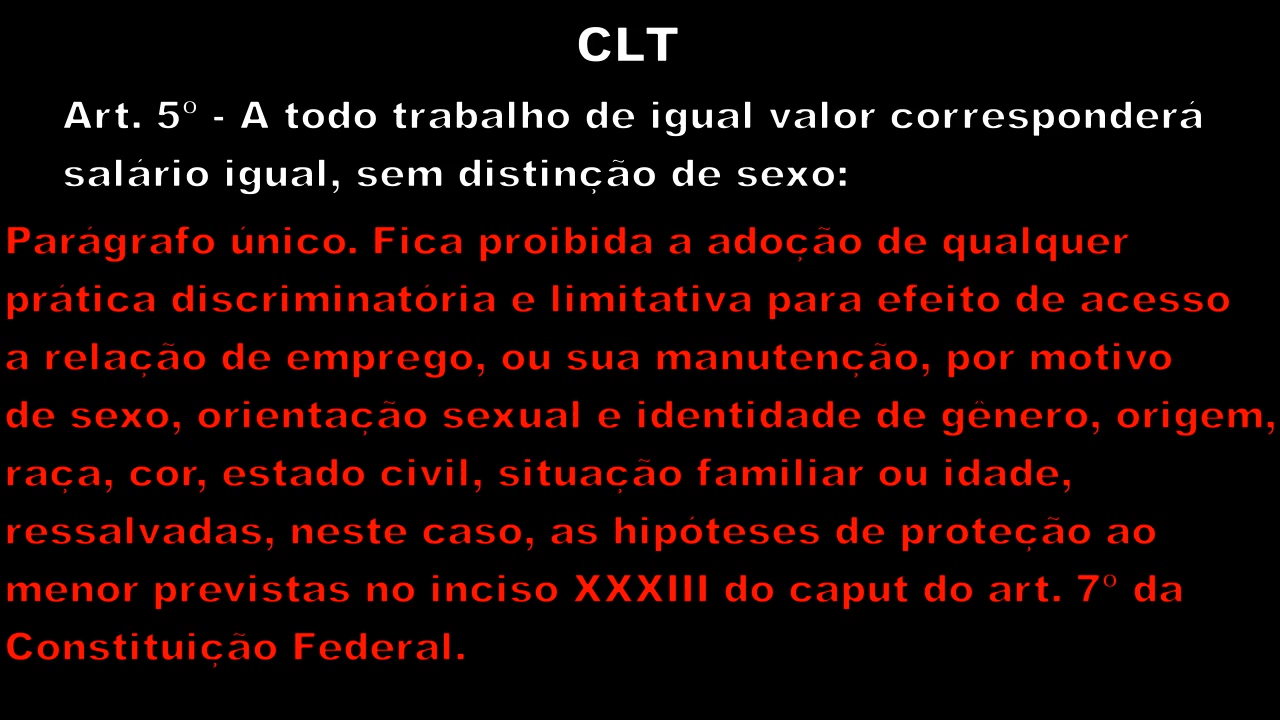 CLT
Art. 5º - A todo trabalho de igual valor corresponderá
salário igual, sem distinção de sexo:
Parágrafo único. Fica proibida a adoção de qualquer
prática discriminatória e limitativa para efeito de acesso
a relação de emprego, ou sua manutenção, por motivo
de sexo, orientação sexual e identidade de gênero, origem,
raça, cor, estado civil, situação familiar ou idade,
ressalvadas, neste caso, as hipóteses de proteção ao
menor previstas no inciso XXXIII do caput do art. 7º da
Constituição Federal.